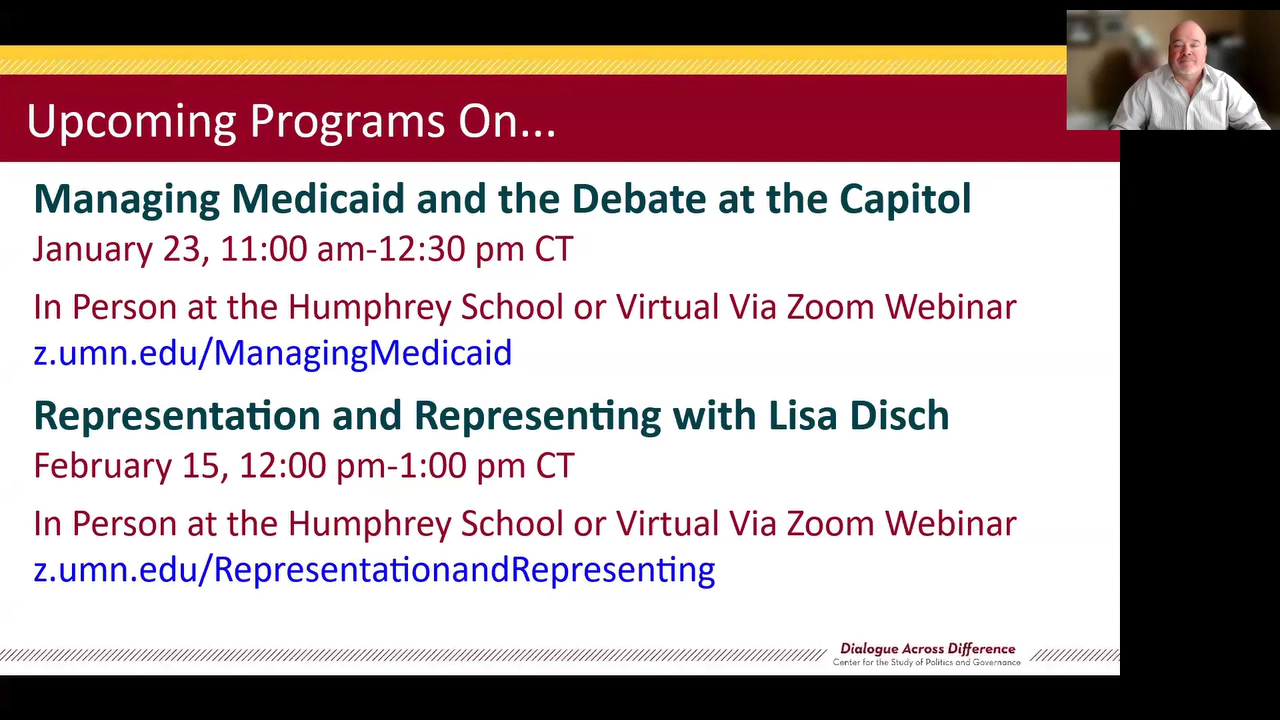 Upcoming Programs On...
Managing Medicaid and the Debate at the Capitol
January 23, 11:00 am-12:30 pm CT
In Person at the Humphrey School or Virtual Via Zoom Webinar
z.umn.edu/ManagingMedicaid
Representation and Representing with Lisa Disch
February 15, 12:00 pm-1:00 pm CT
In Person at the Humphrey School or Virtual Via Zoom Webinar
z.umn.edu/RepresentationandRepresenting
Dialogue Across Difference
Center for the Study of Politics and Governance